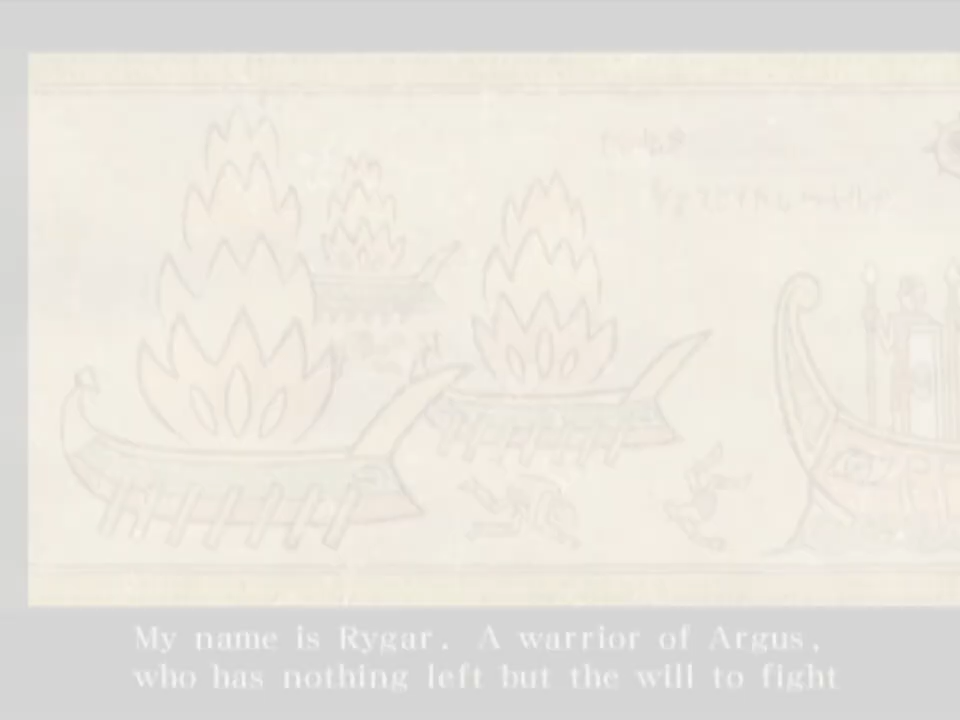 My name is Rygar. A warrior of Argus,
who has nothing left but the will to fight